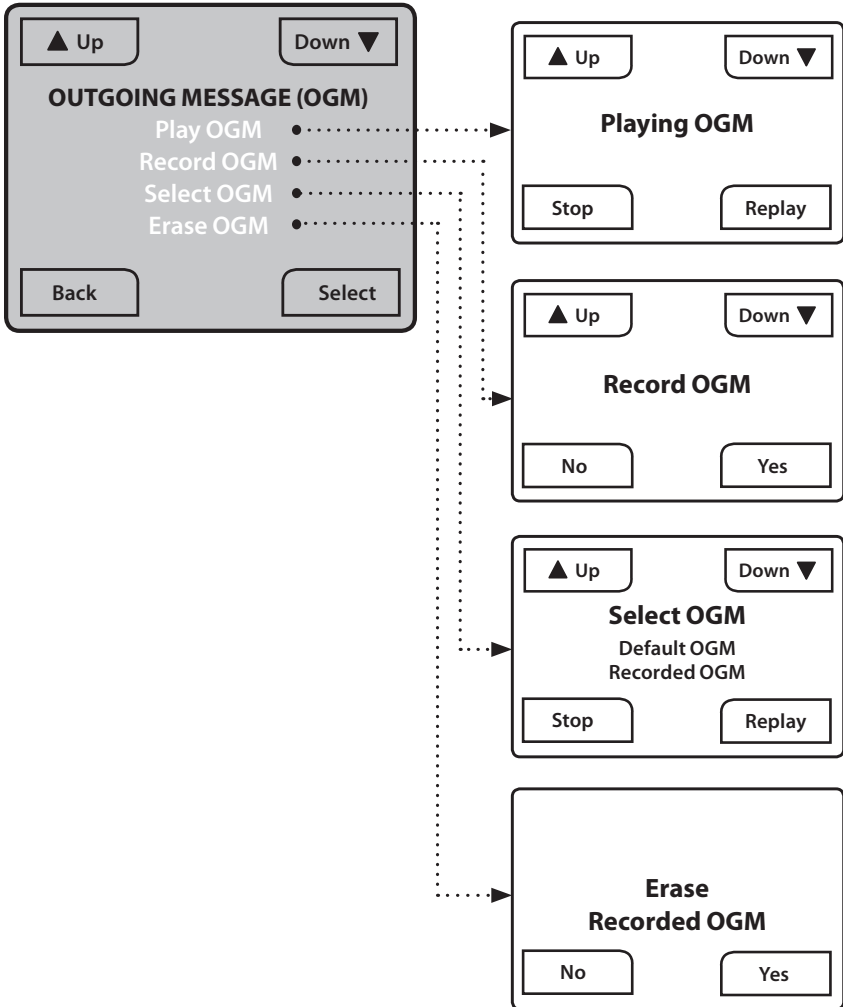 ▲ Up
Down ▼
OUTGOING MESSAGE (OGM)
Play OGM
Record OGM
Select OGM
Erase OGM
Back
Select
▲ Up
Down ▼
Playing OGM
Stop
Replay
▲ Up
Down ▼
Record OGM
No
Yes
▲ Up
Down ▼
Select OGM
Default OGM
Recorded OGM
Stop
Replay
Erase
Recorded OGM
No
Yes